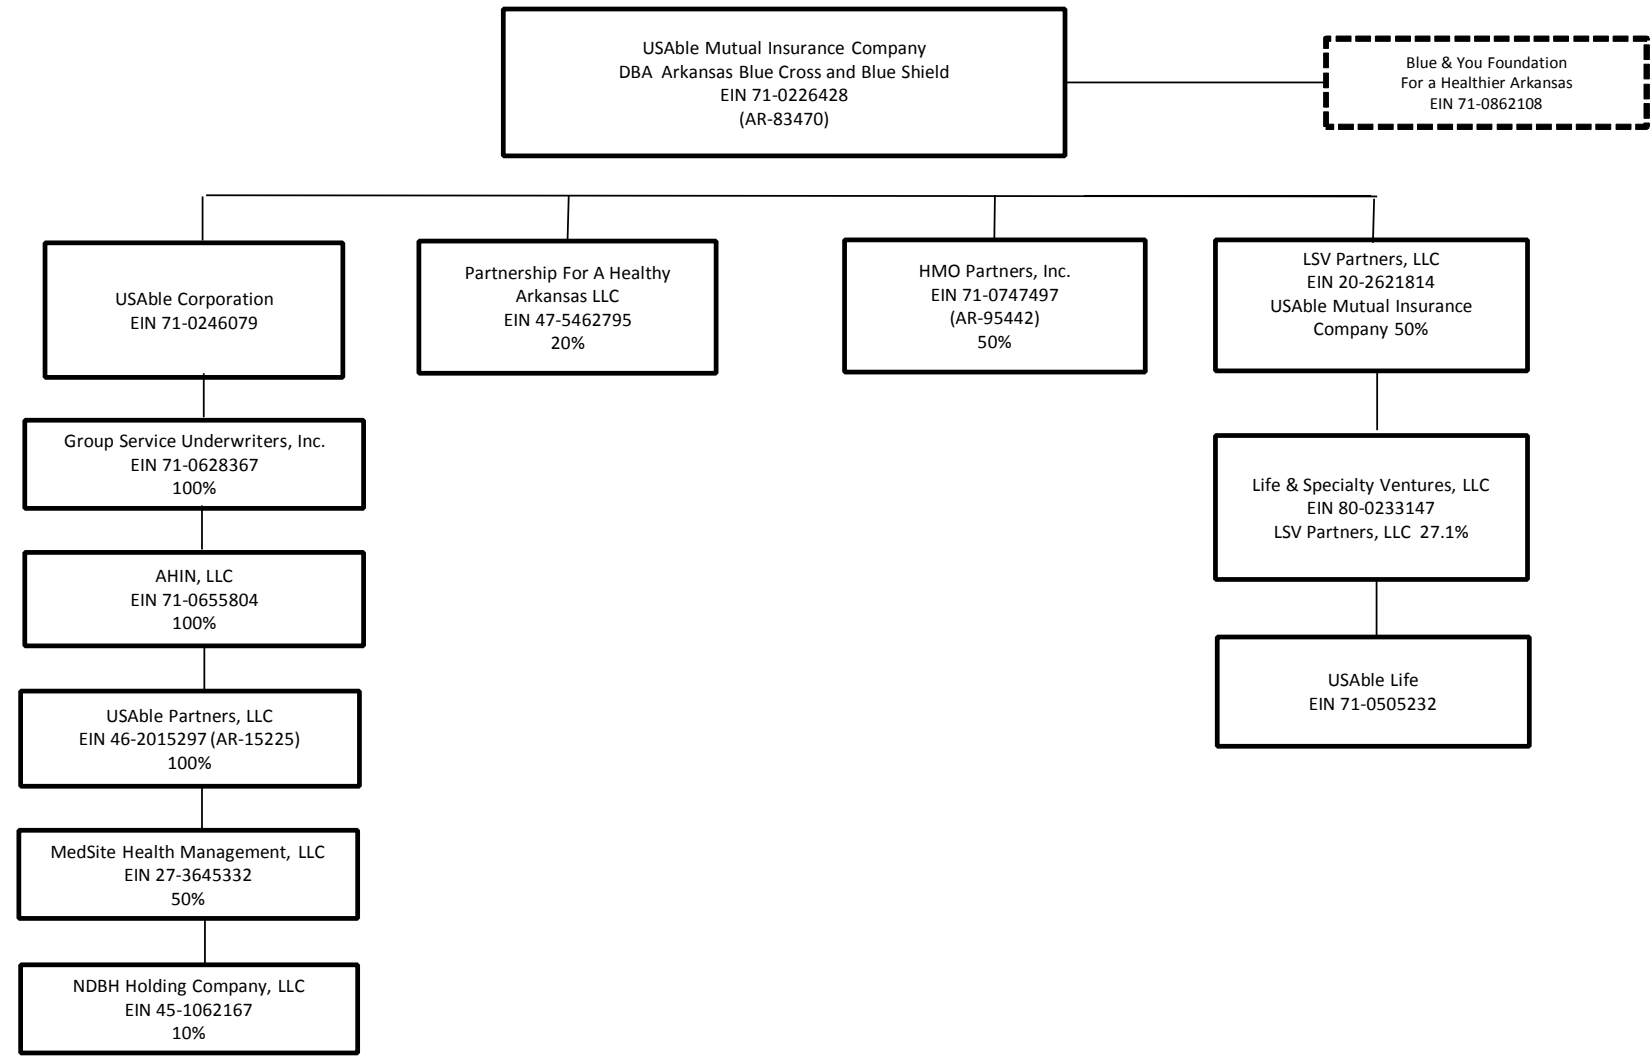 USAble Mutual Insurance Company
DBA Arkansas Blue Cross and Blue Shield
EIN 71-0226428
(AR-83470)
Blue & You Foundation
For a Healthier Arkansas
EIN 71-0862108
USAble Corporation
EIN 71-0246079
Partnership For A Healthy
Arkansas LLC
EIN 47-5462795
20%
HMO Partners, Inc.
EIN 71-0747497
(AR-95442)
50%
LSV Partners, LLC
EIN 20-2621814
USAble Mutual Insurance
Company 50%
Group Service Underwriters, Inc.
EIN 71-0628367
100%
Life & Specialty Ventures, LLC
EIN 80-0233147
LSV Partners, LLC 27.1%
AHIN, LLC
EIN 71-0655804
100%
USAble Life
EIN 71-0505232
USAble Partners, LLC
EIN 46-2015297 (AR-15225)
100%
MedSite Health Management, LLC
EIN 27-3645332
50%
NDBH Holding Company, LLC
EIN 45-1062167
10%